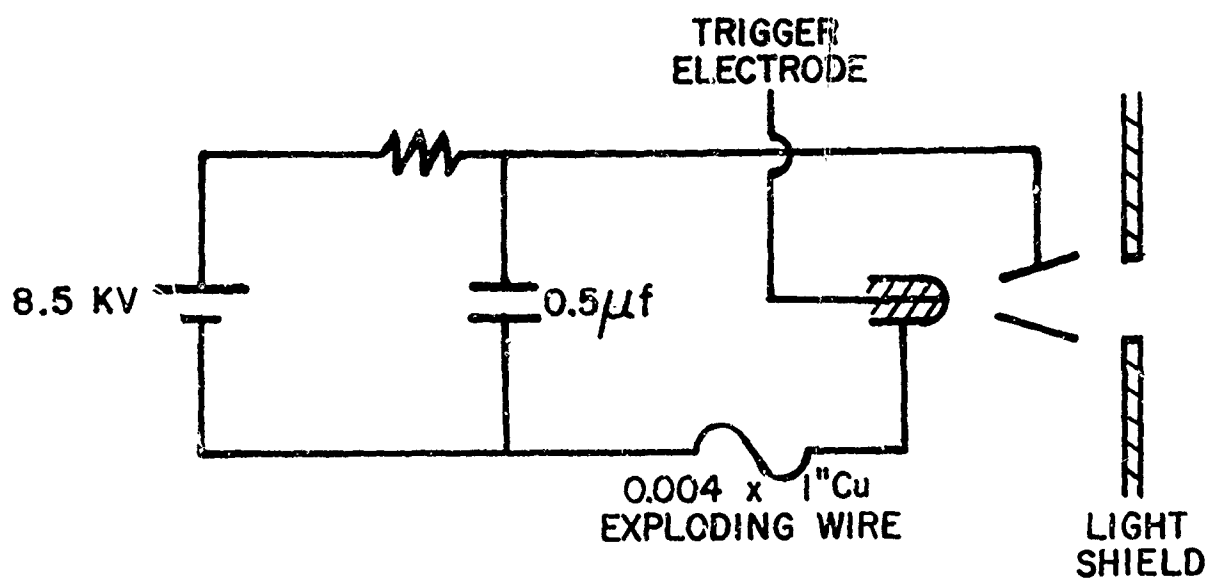 TRIGGER
ELECTRODE
8.5 KV
0.5μf
0.004 x 1"Cu
EXPLODING WIRE
LIGHT
SHIELD